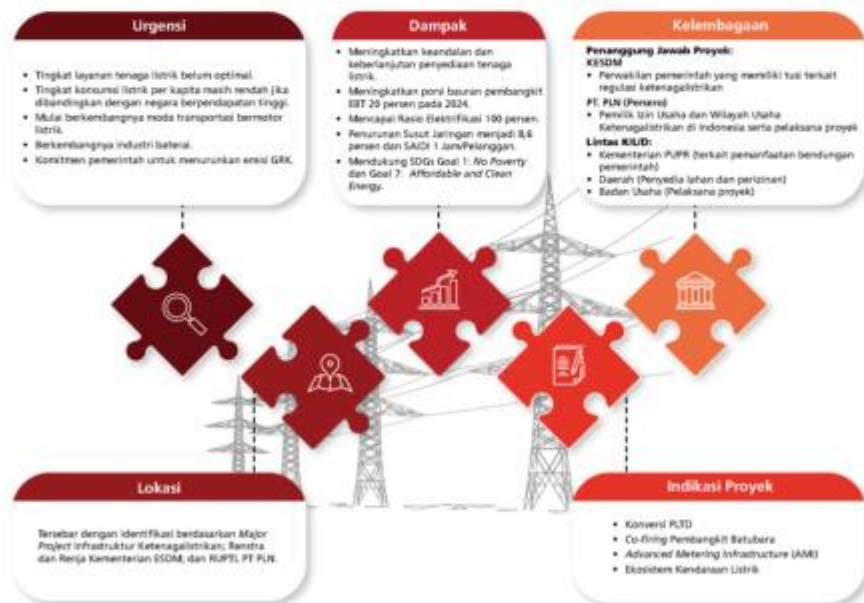 Urgensi
• Tingkat layanan tenaga listrik belum optimal.
• Tingkat konsumsi listrik per kapita masih rendah jika
dibandingkan dengan negara berpendapatan tinggi.
• Mulai berkembangnya moda transportasi bermotor
listrik.
• Berkembangnya industri baterai.
• Komitmen pemerintah untuk menurunkan emisi GRK.
Dampak
• Meningkatkan keandalan dan
keberlanjutan penyediaan tenaga
listrik.
• Meningkatkan porsi bauran pembangkit
EBT 20 persen pada 2024.
• Mencapai Rasio Elektrifikasi 100 persen.
• Penurunan Susut Jaringan menjadi 8,6
persen dan SAIDI 1 Jam/Pelanggan.
• Mendukung SDGs Goal 1: No Poverty
dan Goal 7: Affordable and Clean
Energy.
Kelembagaan
Penanggung Jawab Proyek:
KESDM
• Perwakilan pemerintah yang memiliki tusi terkait
regulasi ketenagalistrikan
PT. PLN (Persero)
• Pemilik Izin Usaha dan Wilayah Usaha
Ketenagalistrikan di Indonesia serta pelaksana proyek
Lintas K/L/D:
• Kementerian PUPR (terkait pemanfaatan bendungan
pemerintah)
• Daerah (Penyedia lahan dan perizinan)
• Badan Usaha (Pelaksana proyek)
Lokasi
Tersebar dengan identifikasi berdasarkan Major
Project Infrastruktur Ketenagalistrikan; Renstra
dan Renja Kementerian ESDM; dan RUPTL PT PLN.
Indikasi Proyek
• Konversi PLTD
• Co-firing Pembangkit Batubara
• Advanced Metering Infrastructure (AMI)
• Ekosistem Kendaraan Listrik